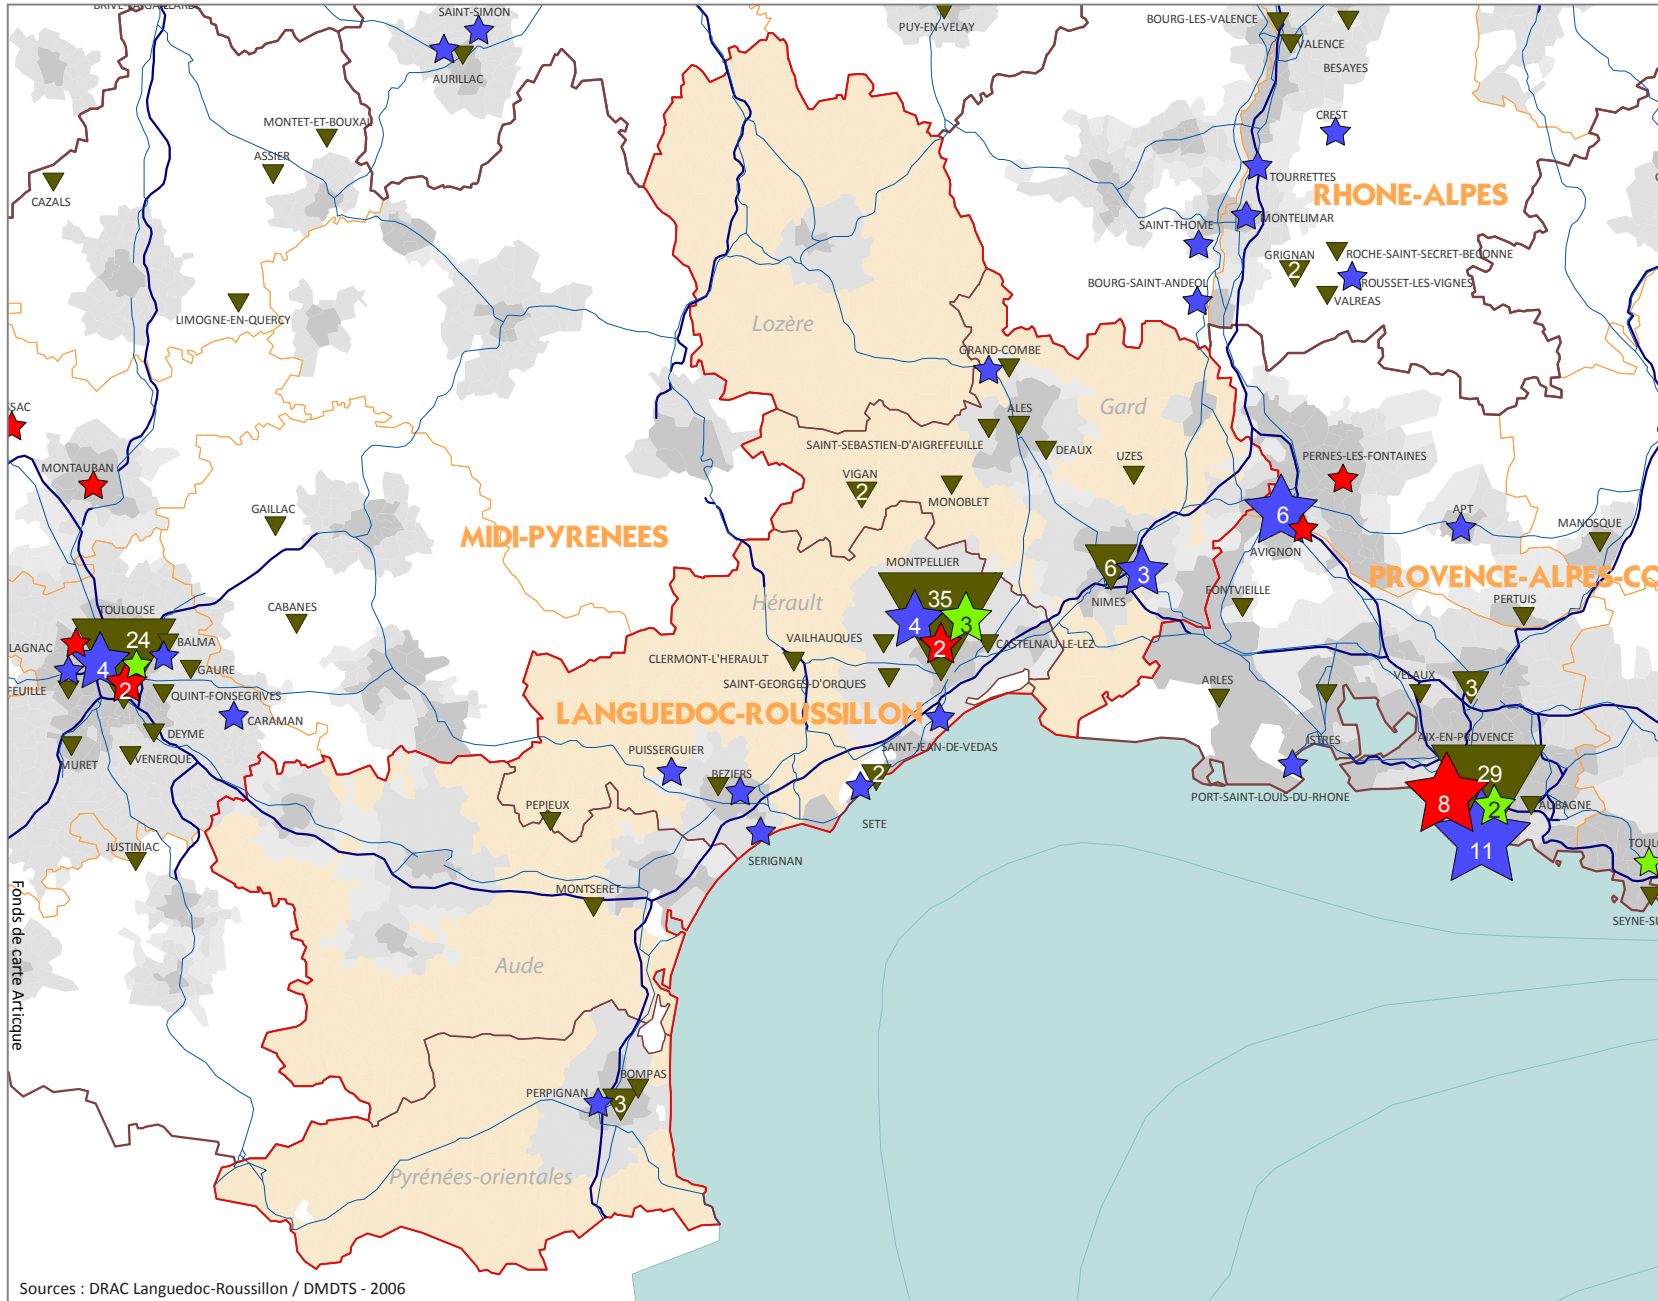 SAINT-SIMON
AURILLAC
PUY-EN-VELAY
BOURG-LES-VALENCE
VALENCE
BESAYES
MONTET-ET-BOUXAL
ASSIER
CAZALS
CREST
TOURRETTES
RHONE-ALPES
MONTELIMAR
SAINT-THOME
GRIGNAN
2
ROCHE-SAINT-SECRET-BECONNE
BOURG-SAINT-ANDEOL
ROUSSET-LES-VIGNES
VALREAS
LIMOGNE-EN-QUERCY
Lozère
GRAND-COMBE
SAC
ALES
Gard
SAINT-SEBASTIEN-D'AIGREFEUILLE
DEAUX
UZES
PERNES-LES-FONTAINES
MONTAUBAN
VIGAN
2
MONOBLET
GAILLAC
MIDI-PYRENEES
6
AVIGNON
APT
MANOSQUE
MONTPELLIER
35
4
3
2
6
3
NIMES
PROVENCE-ALPES-CO
Hérault
FONTVIEILLE
PERTUIS
CABANES
TOULOUSE
24
4
2
BALMA
LAGNAC
GAURE
FEUILLE
QUINT-FONSEGRIVES
CARAMAN
VAILHAUQUES
CASTELNAU-LE-LEZ
CLERMONT-L'HERAULT
SAINT-GEORGES-D'ORQUES
ARLES
VELAUX
3
LANGUEDOC-ROUSSILLON
DEYME
MURET
VENERQUE
PUISSERGUIER
SAINT-JEAN-DE-VEDAS
ISTRES
AIX-EN-PROVENCE
BEZIERS
2
29
8
2
11
PORT-SAINT-LOUIS-DU-RHONE
AUBAGNE
PEPIEUX
SETE
SERIGNAN
JUSTINIAC
TOUL
MONTSERET
SEYNE-SU
Fonds de carte Articque
Aude
BOMPAS
PERPIGNAN
3
Pyrénées-orientales
Sources : DRAC Languedoc-Roussillon / DMDTS - 2006